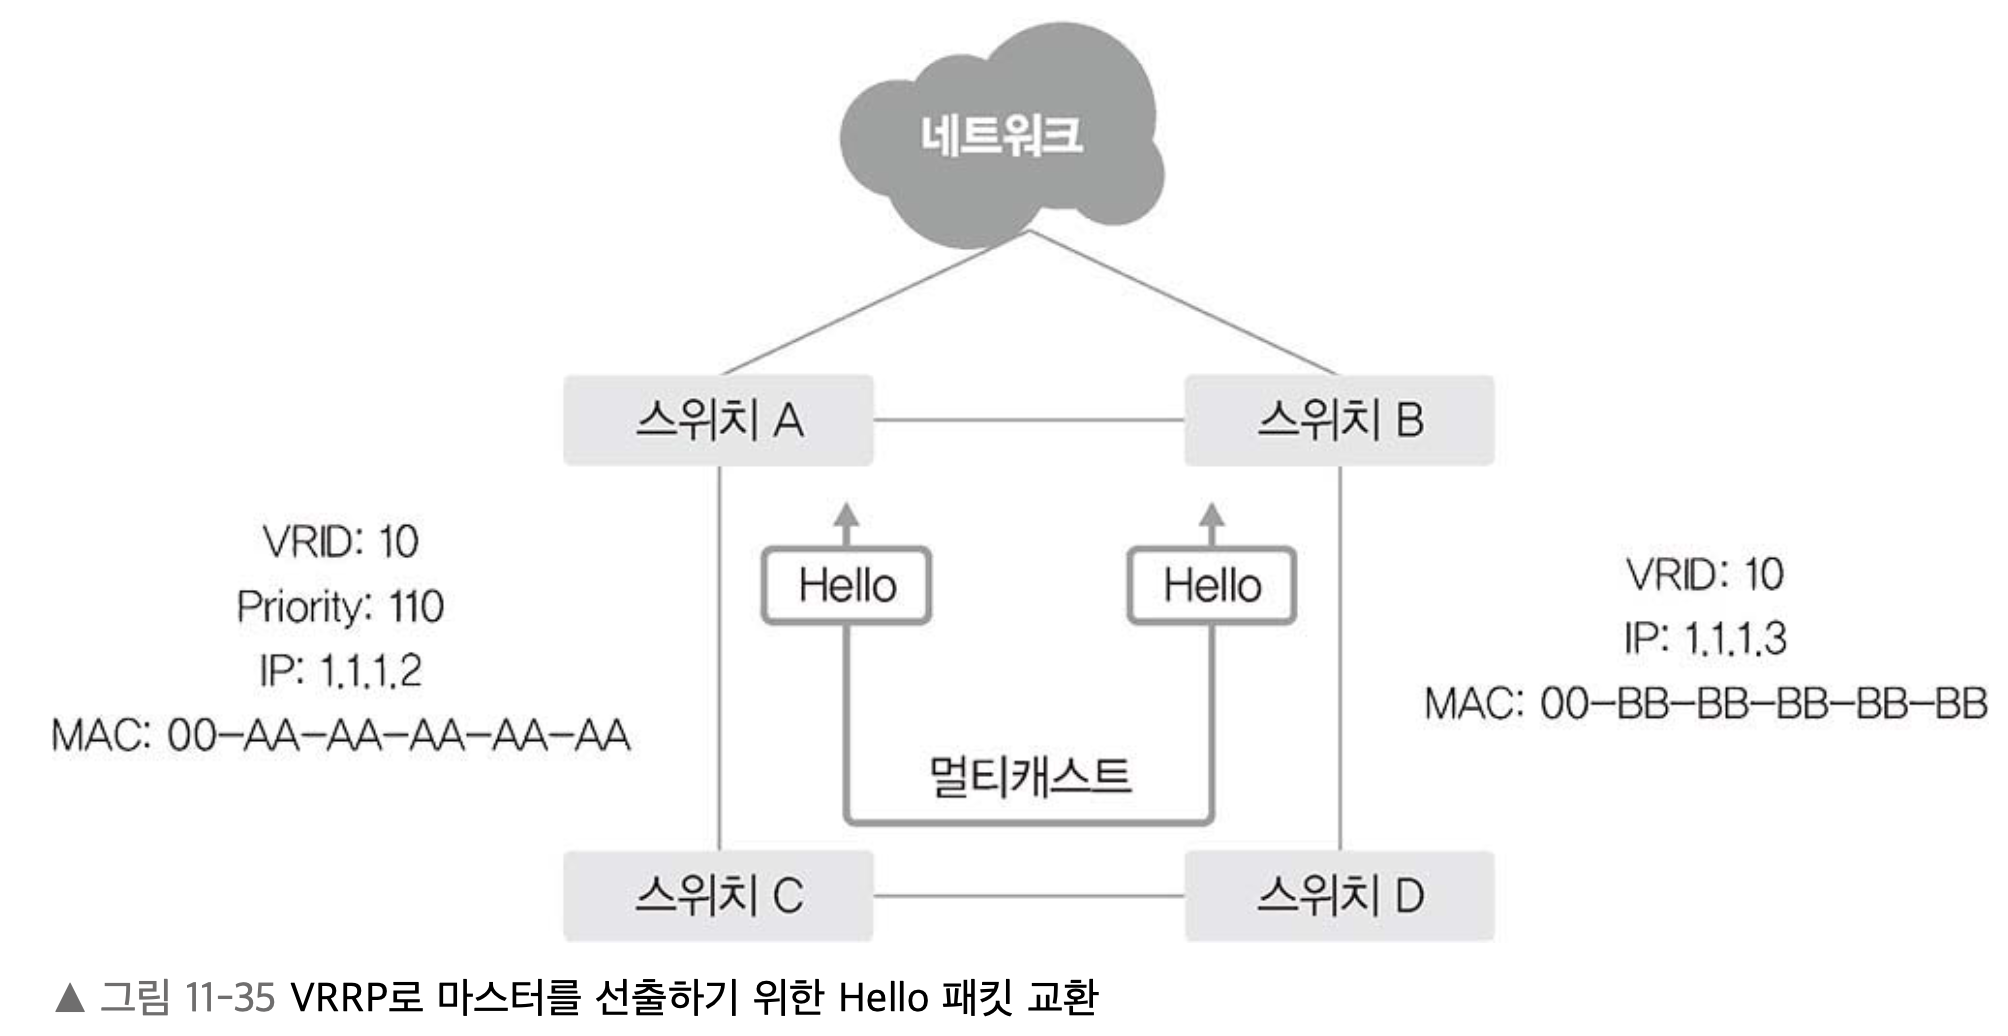 네트워크
스위치 A
스위치 B
VRID: 10
Priority: 110
IP: 1.1.1.2
MAC: 00-AA-AA-AA-AA-AA
Hello
Hello
VRID: 10
IP: 1.1.1.3
MAC: 00-BB-BB-BB-BB-BB
멀티캐스트
스위치 C
스위치 D
▲ 그림 11-35 VRRP로 마스터를 선출하기 위한 Hello 패킷 교환